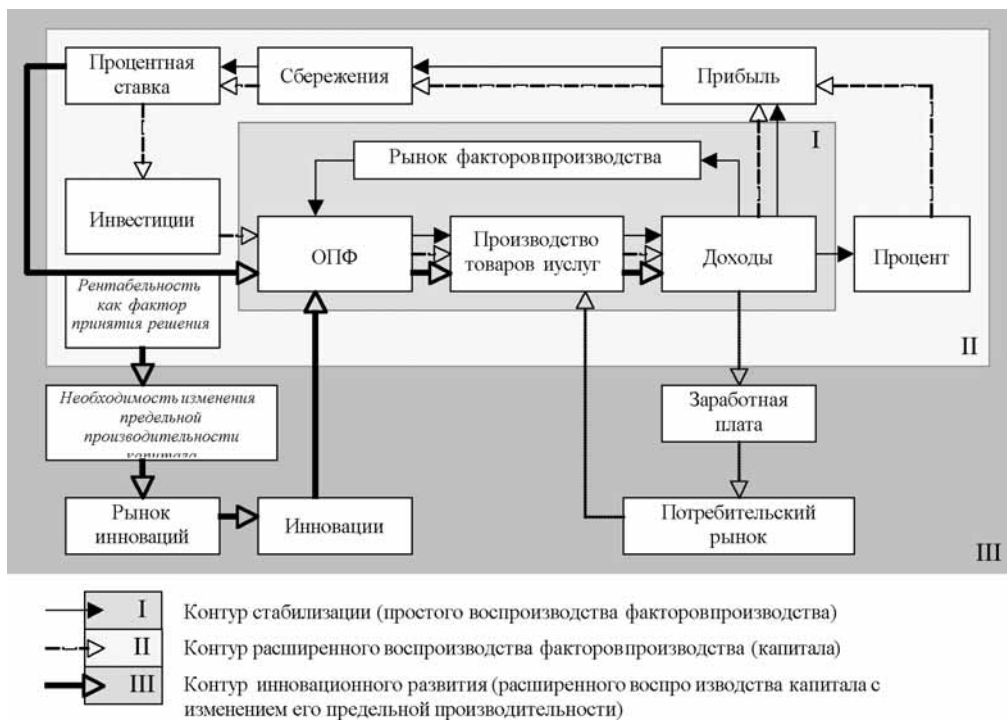 Процентная
ставка
Сбережения
Прибыль
I
Рынок факторовпроизводства
Инвестиции
ОПФ
Производство
товаров иуслуг
Доходы
Процент
Рентабельность
как фактор
принятия решения
II
Необходимость изменения
предельной
производительности
капитала
Заработная
плата
Рынок
инноваций
Инновации
Потребительский
рынок
III
I Контур стабилизации (простого воспроизводства факторовпроизводства)
II Контур расширенного воспроизводства факторовпроизводства (капитала)
III Контур инновационного развития (расширенного воспро изводства капитала с
изменением его предельной производительности)